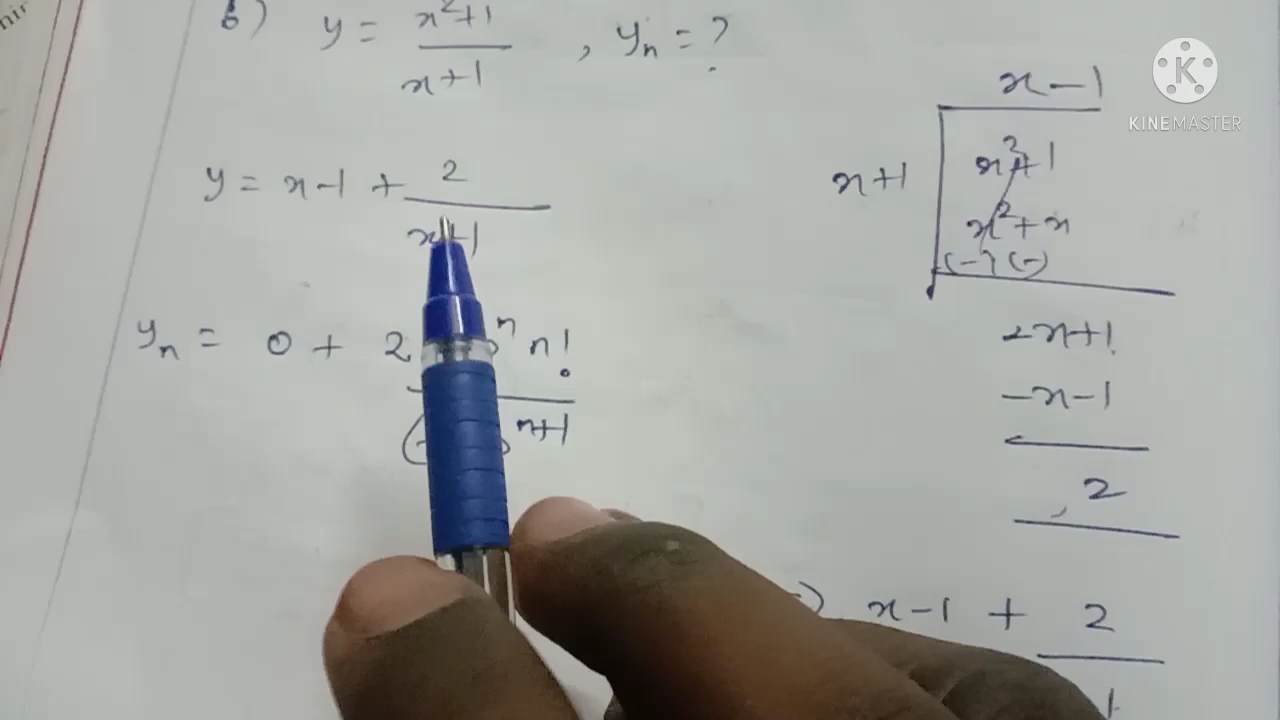 6) y = x²+1 / x+1 , yn = ?
y = x-1 + 2 / x+1
yn = 0 + 2 n n! / ( ) n+1
x-1
x+1 x²+1
x²+x
(-) (-)
-x+1
-x-1
2
x-1 + 2
KINEMASTER